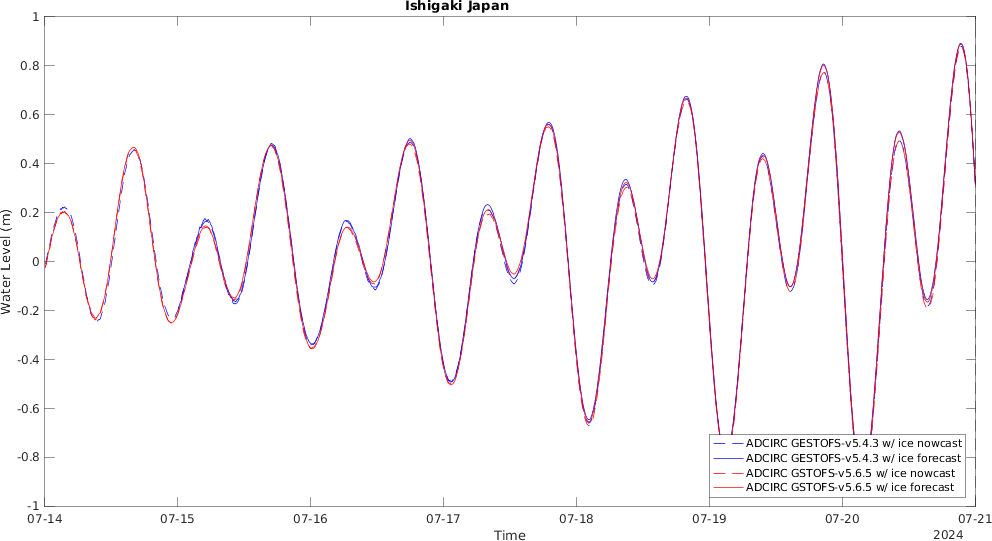 Ishigaki Japan
1
0.8
0.6
0.4
0.2
0
-0.2
-0.4
-0.6
-0.8
-1
Water Level (m)
ADCIRC GESTOFS-v5.4.3 w/ ice nowcast
ADCIRC GESTOFS-v5.4.3 w/ ice forecast
ADCIRC GSTOFS-v5.6.5 w/ ice nowcast
ADCIRC GSTOFS-v5.6.5 w/ ice forecast
07-14 07-15 07-16 07-17 07-18 07-19 07-20 07-21
Time
2024